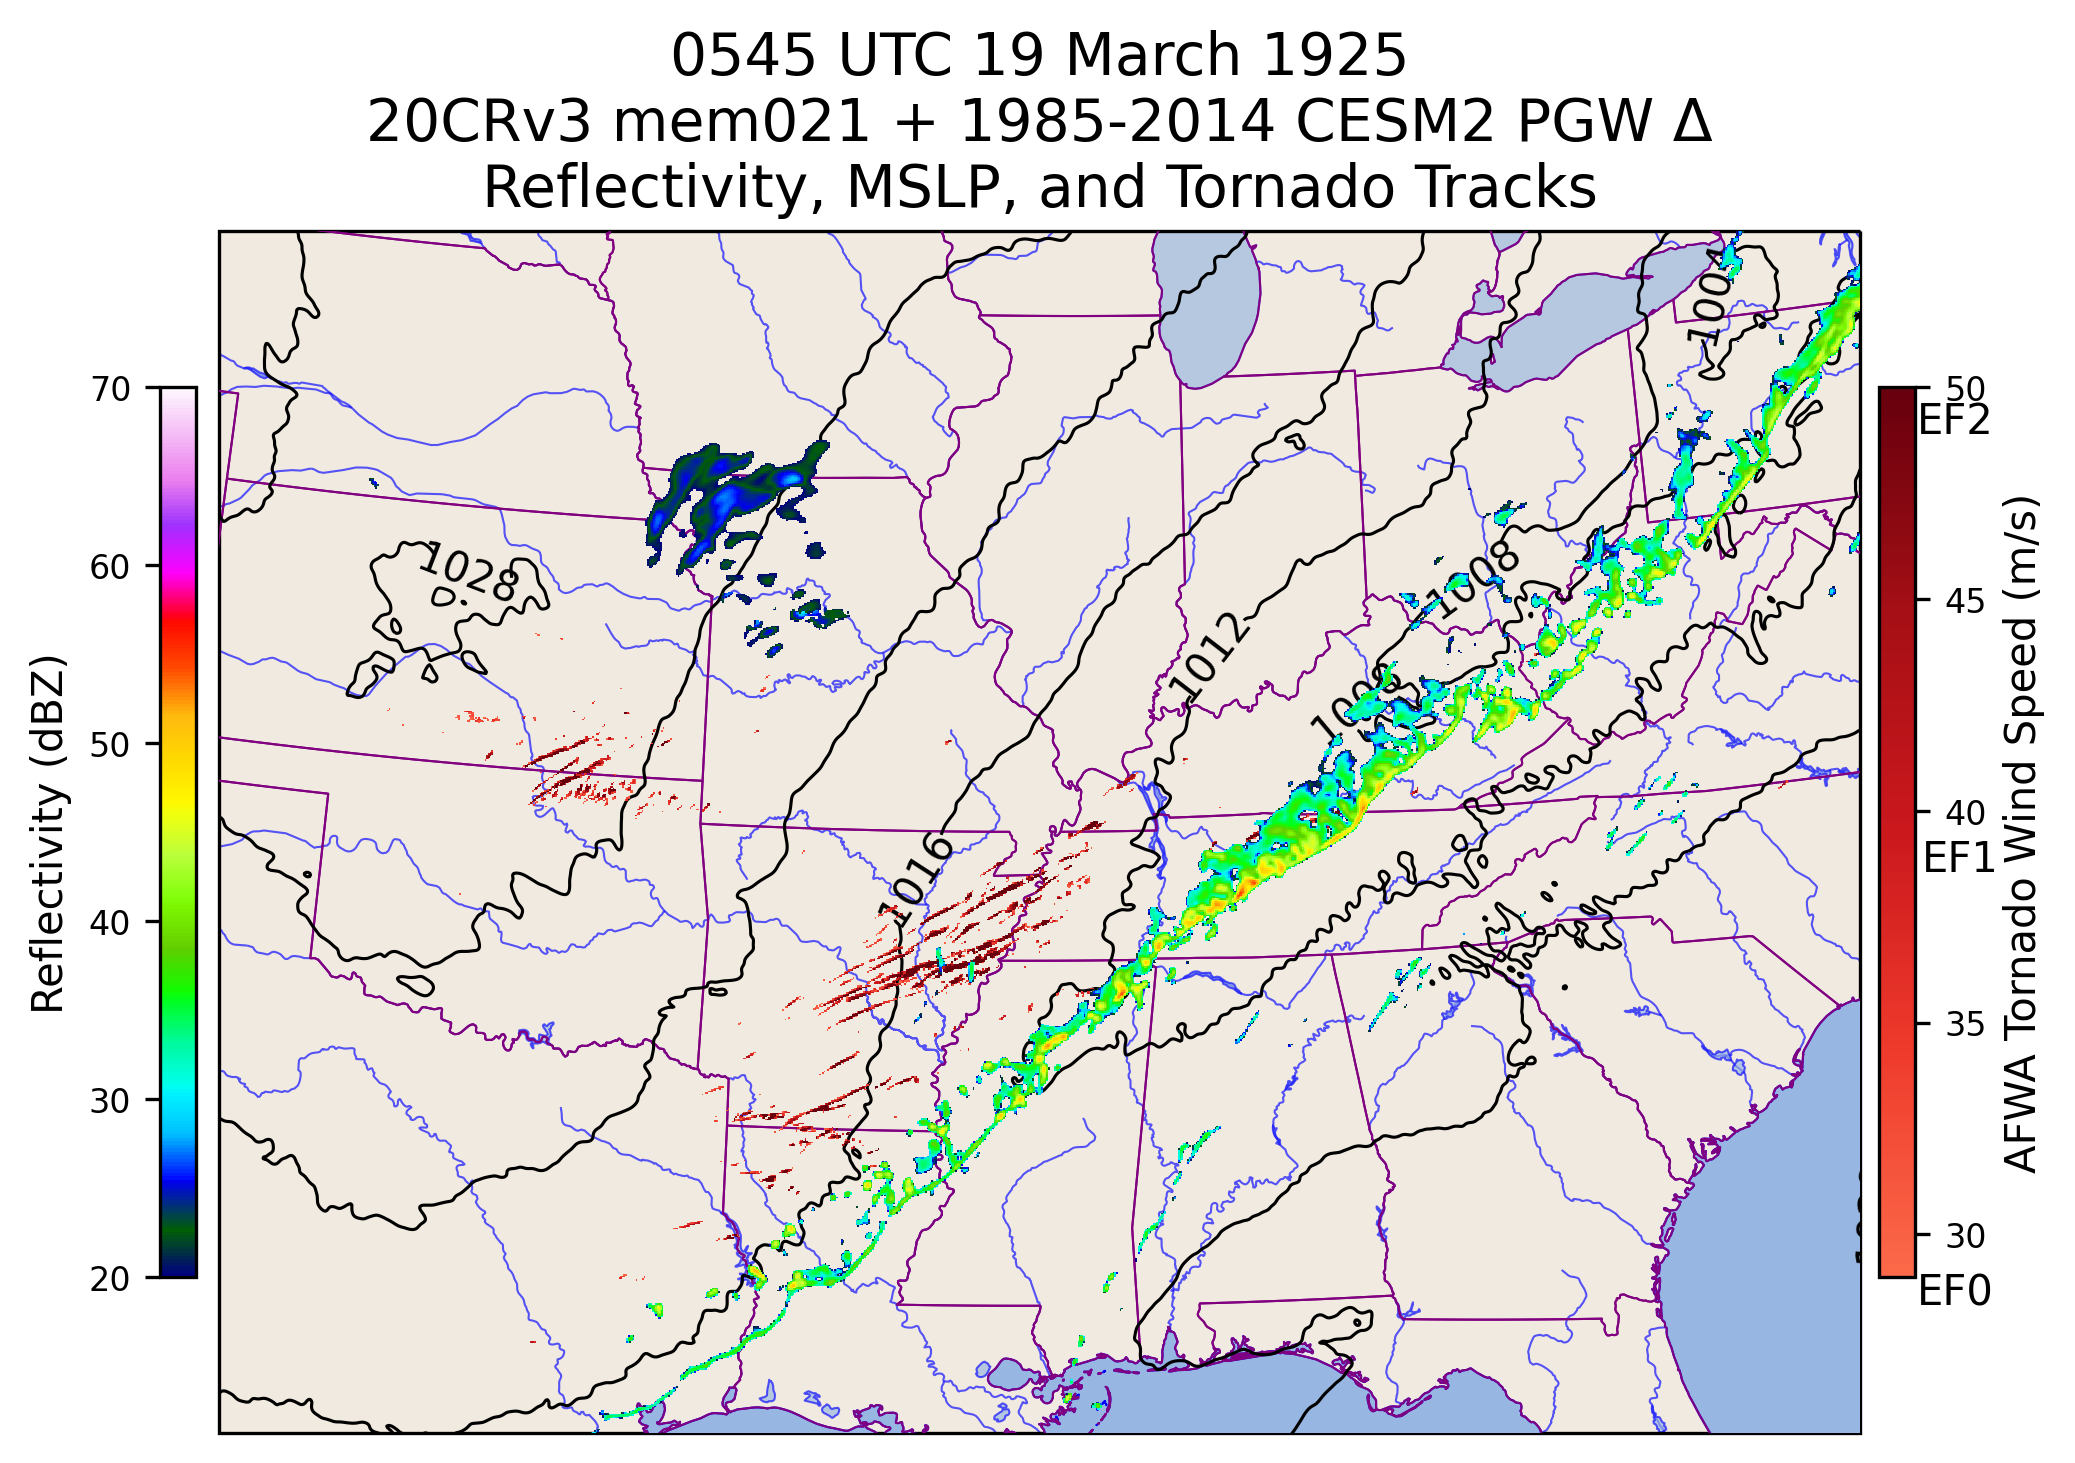 0545 UTC 19 March 1925
20CRv3 mem021 + 1985-2014 CESM2 PGW Δ
Reflectivity, MSLP, and Tornado Tracks
1004
1028
1008
1012
1008
1016
70
60
50
40
30
20
Reflectivity (dBZ)
50
EF2
45
40
EF1
35
30
EF0
AFWA Tornado Wind Speed (m/s)